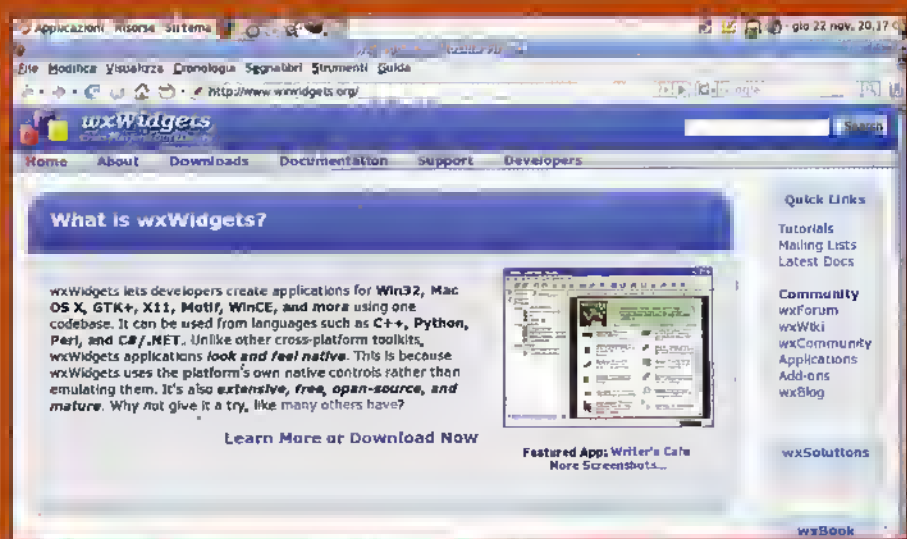 Applicazioni Risorse Sistema
gio 22 nov, 20.17
File Modifica Visualizza Cronologia Segnalibri Strumenti Guida
http://www.wxwidgets.org/
wxWidgets
Search
Home About Downloads Documentation Support Developers
What is wxWidgets?
wxWidgets lets developers create applications for Win32, Mac
OS X, GTK+, X11, Motif, WinCE, and more using one
codebase. It can be used from languages such as C++, Python,
Perl, and C#/.NET. Unlike other cross-platform toolkits,
wxWidgets applications look and feel native. This is because
wxWidgets uses the platform's own native controls rather than
emulating them. It's also extensive, free, open-source, and
mature. Why not give it a try, like many others have?
Learn More or Download Now
Featured App: Writer's Cafe
More Screenshots...
Quick Links
Tutorials
Mailing Lists
Latest Docs
Community
wxForum
wxWiki
wxCommunity
Applications
Add-ons
wxBlog
wxSolutions
wxBook